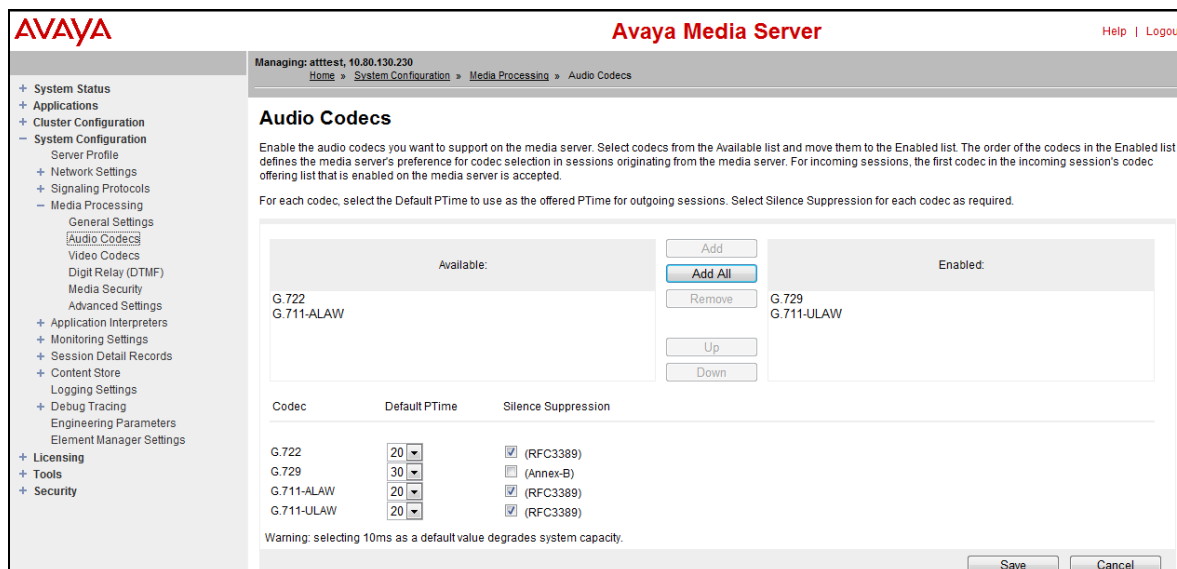 AVAYA
Avaya Media Server
Help | Logou
Managing: atttest, 10.80.130.230
Home » System Configuration » Media Processing » Audio Codecs
+ System Status
+ Applications
+ Cluster Configuration
− System Configuration
Server Profile
+ Network Settings
+ Signaling Protocols
− Media Processing
General Settings
Audio Codecs
Video Codecs
Digit Relay (DTMF)
Media Security
Advanced Settings
+ Application Interpreters
+ Monitoring Settings
+ Session Detail Records
+ Content Store
Logging Settings
+ Debug Tracing
Engineering Parameters
Element Manager Settings
+ Licensing
+ Tools
+ Security
Audio Codecs
Enable the audio codecs you want to support on the media server. Select codecs from the Available list and move them to the Enabled list. The order of the codecs in the Enabled list
defines the media server's preference for codec selection in sessions originating from the media server. For incoming sessions, the first codec in the incoming session's codec
offering list that is enabled on the media server is accepted.
For each codec, select the Default PTime to use as the offered PTime for outgoing sessions. Select Silence Suppression for each codec as required.
Available:
G.722
G.711-ALAW
Add
Add All
Remove
Up
Down
Enabled:
G.729
G.711-ULAW
Codec Default PTime Silence Suppression
G.722 20 (RFC3389)
G.729 30 (Annex-B)
G.711-ALAW 20 (RFC3389)
G.711-ULAW 20 (RFC3389)
Warning: selecting 10ms as a default value degrades system capacity.
Save Cancel